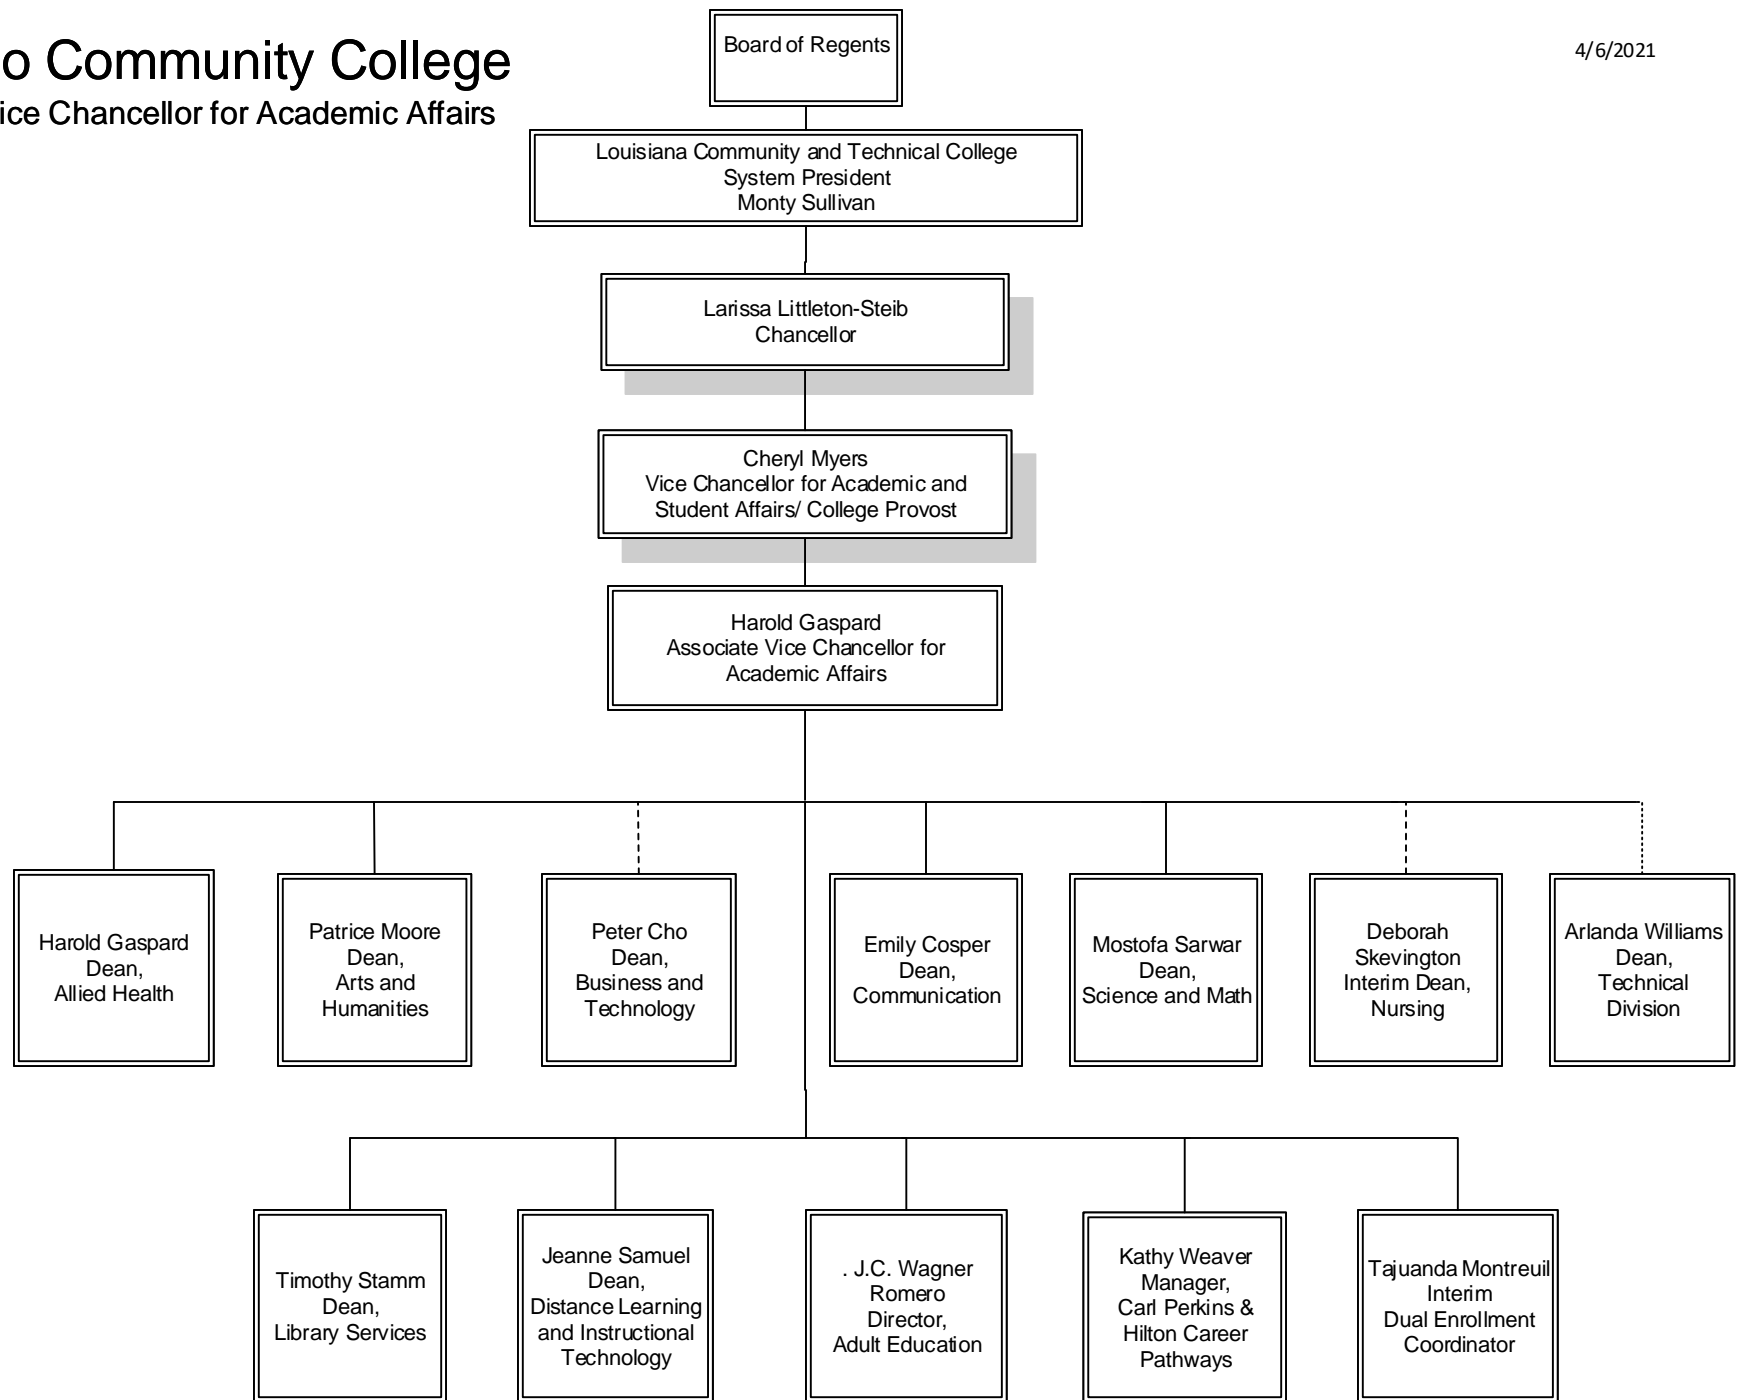 o Community College
ice Chancellor for Academic Affairs
Board of Regents
4/6/2021
Louisiana Community and Technical College
System President
Monty Sullivan
Larissa Littleton-Steib
Chancellor
Cheryl Myers
Vice Chancellor for Academic and
Student Affairs/ College Provost
Harold Gaspard
Associate Vice Chancellor for
Academic Affairs
Harold Gaspard
Dean,
Allied Health
Patrice Moore
Dean,
Arts and
Humanities
Peter Cho
Dean,
Business and
Technology
Emily Cosper
Dean,
Communication
Mostofa Sarwar
Dean,
Science and Math
Deborah
Skevington
Interim Dean,
Nursing
Arlanda Williams
Dean,
Technical
Division
Timothy Stamm
Dean,
Library Services
Jeanne Samuel
Dean,
Distance Learning
and Instructional
Technology
. J.C. Wagner
Romero
Director,
Adult Education
Kathy Weaver
Manager,
Carl Perkins &
Hilton Career
Pathways
Tajuanda Montreuil
Interim
Dual Enrollment
Coordinator